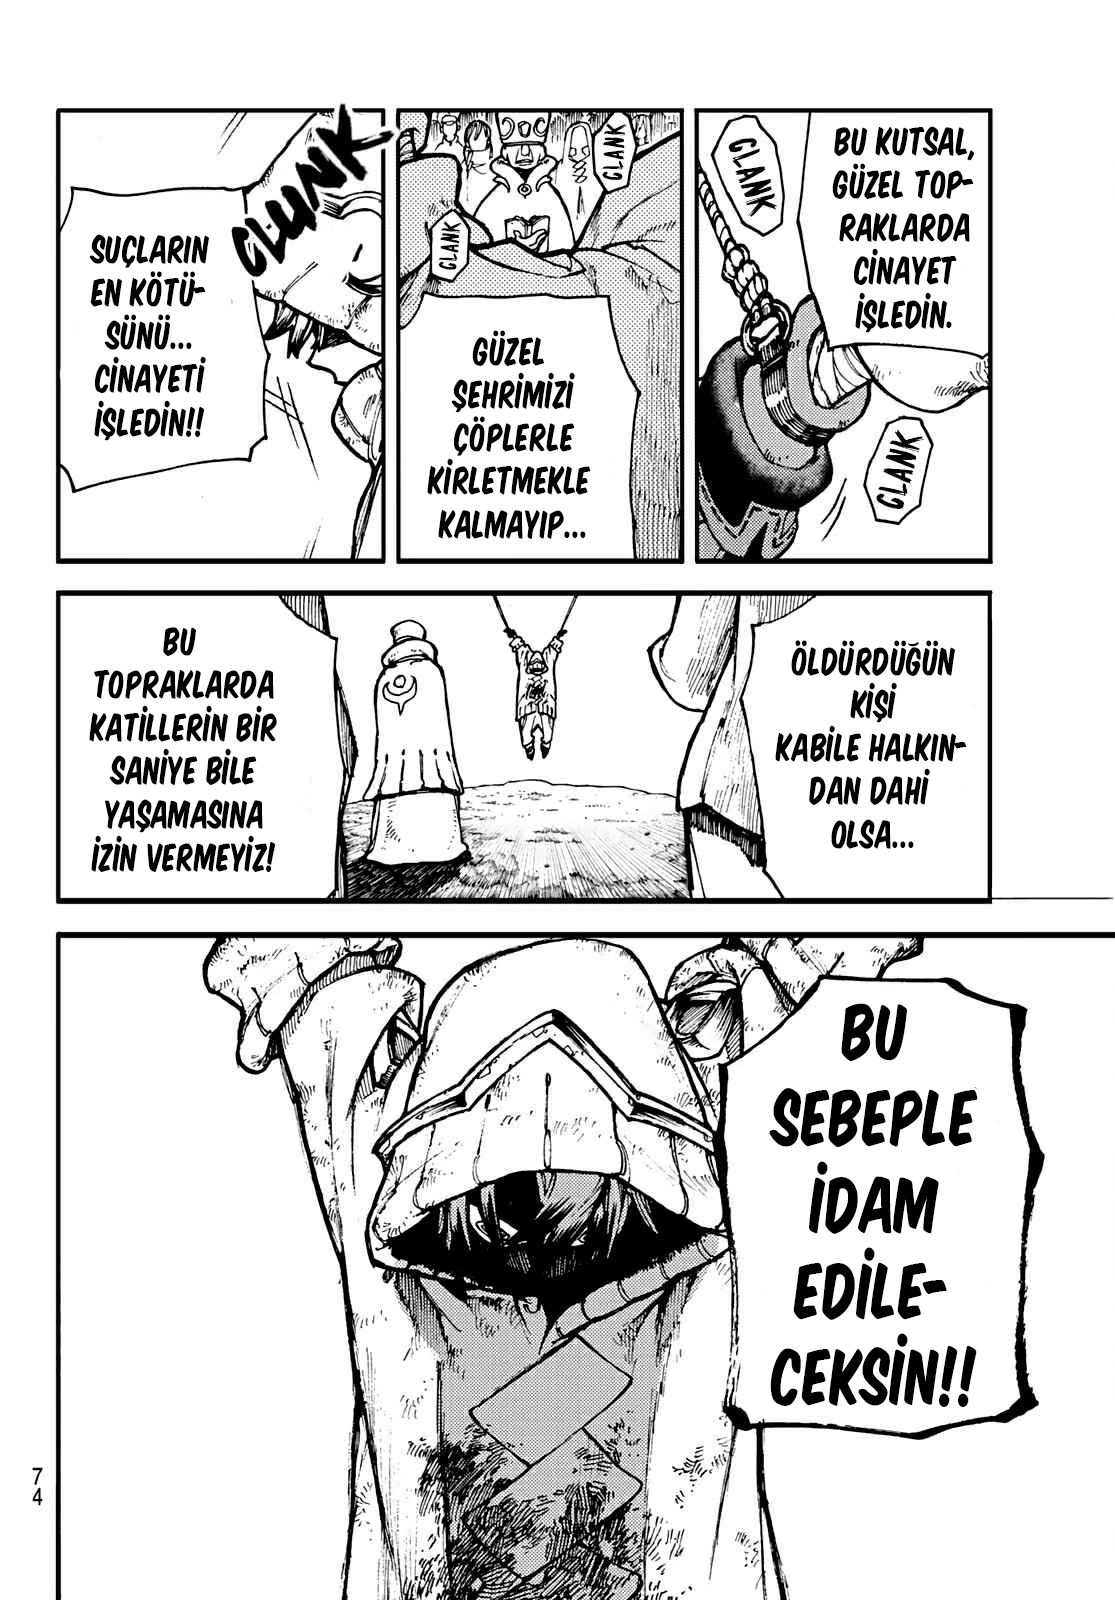 BU KUTSAL,
GÜZEL TOP-
RAKLARDA
CİNAYET
İŞLEDİN.
CLANK
CLANK
CLANK
CLANK
GÜZEL
ŞEHRİMİZİ
ÇÖPLERLE
KİRLETMEKLE
KALMAYIP...
CLUNK
SUÇLARIN
EN KÖTÜ-
SÜNÜ...
CİNAYETİ
İŞLEDİN!!
ÖLDÜRDÜĞÜN
KİŞİ
KABİLE HALKIN-
DAN DAHİ
OLSA...
BU
TOPRAKLARDA
KATİLLERİN BİR
SANİYE BİLE
YAŞAMASINA
İZİN VERMEYİZ!
BU
SEBEPLE
İDAM
EDİLE-
CEKSİN!!
74